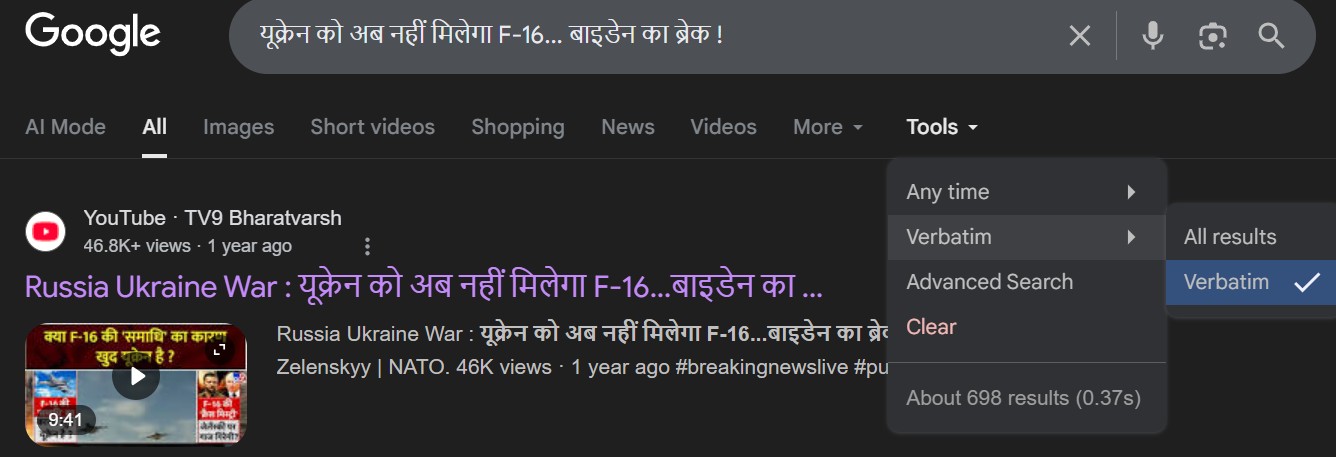 Google
यूक्रेन को अब नहीं मिलेगा F-16... बाइडेन का ब्रेक !
AI Mode All Images Short videos Shopping News Videos More Tools
Any time
Verbatim
All results
Advanced Search
Verbatim
Clear
About 698 results (0.37s)
YouTube · TV9 Bharatvarsh
46.8K+ views · 1 year ago
Russia Ukraine War : यूक्रेन को अब नहीं मिलेगा F-16...बाइडेन का ...
क्या F-16 की 'समाधि' का कारण
खुद यूक्रेन है ?
9:41
Russia Ukraine War : यूक्रेन को अब नहीं मिलेगा F-16...बाइडेन का
Zelenskyy | NATO. 46K views · 1 year ago #breakingnewslive #pu